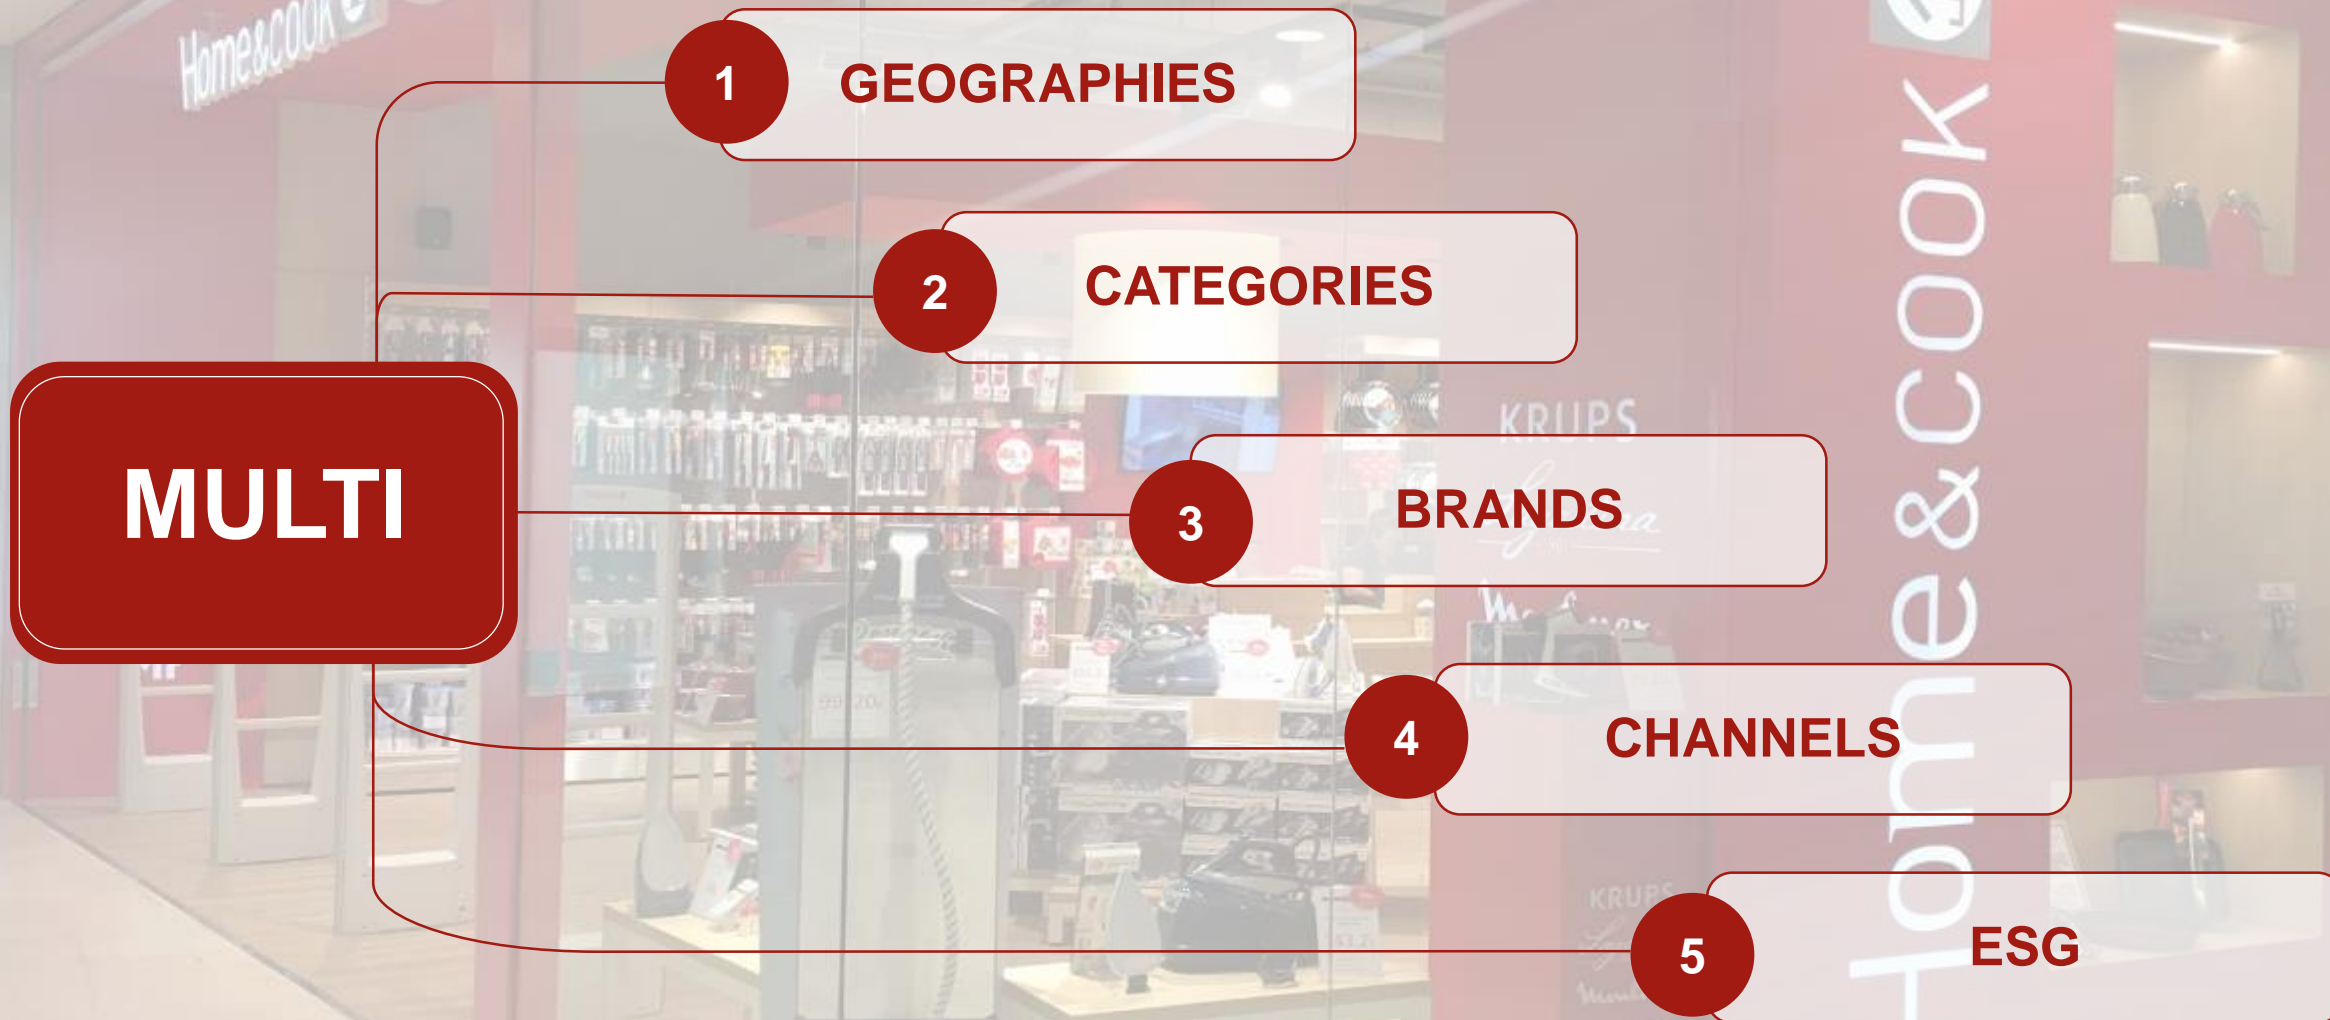 Home&cook
1
GEOGRAPHIES
2
CATEGORIES
MULTI
KRUPS
3
BRANDS
4
CHANNELS
Home&cook
KRUPS
5
ESG